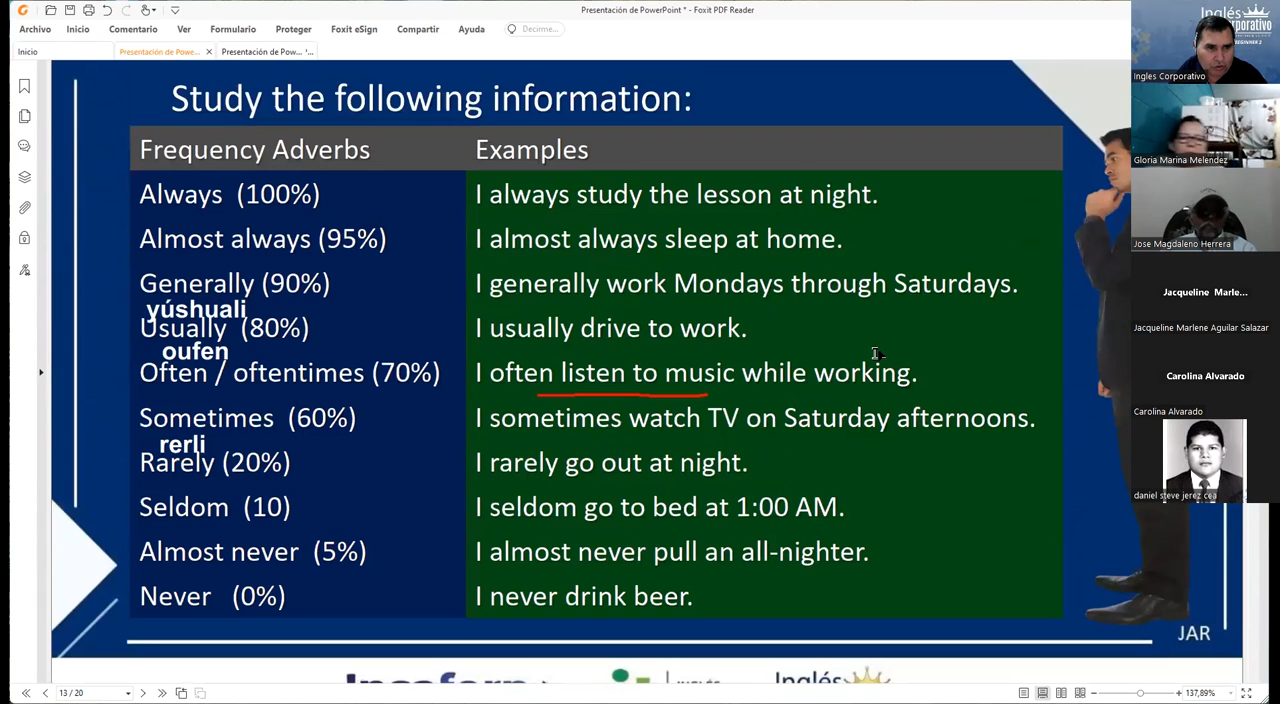 Presentación de PowerPoint * - Foxit PDF Reader
Archivo Inicio Comentario Ver Formulario Proteger Foxit eSign Compartir Ayuda Decirme...
Inicio Presentación de Powe... × Presentación de Pow... '...
Study the following information:
Frequency Adverbs Examples
Always (100%) I always study the lesson at night.
Almost always (95%) I almost always sleep at home.
Generally (90%) I generally work Mondays through Saturdays.
yúshuali
Usually (80%) I usually drive to work.
oufen
Often / oftentimes (70%) I often listen to music while working.
Sometimes (60%) I sometimes watch TV on Saturday afternoons.
rerli
Rarely (20%) I rarely go out at night.
Seldom (10) I seldom go to bed at 1:00 AM.
Almost never (5%) I almost never pull an all-nighter.
Never (0%) I never drink beer.
JAR
13 / 20
137,89%
Inglés
BEGINNER 2
Ingles Corporativo
Gloria Marina Melendez
Jose Magdaleno Herrera
Jacqueline Marle...
Jacqueline Marlene Aguilar Salazar
Carolina Alvarado
Carolina Alvarado
daniel steve jerez cea